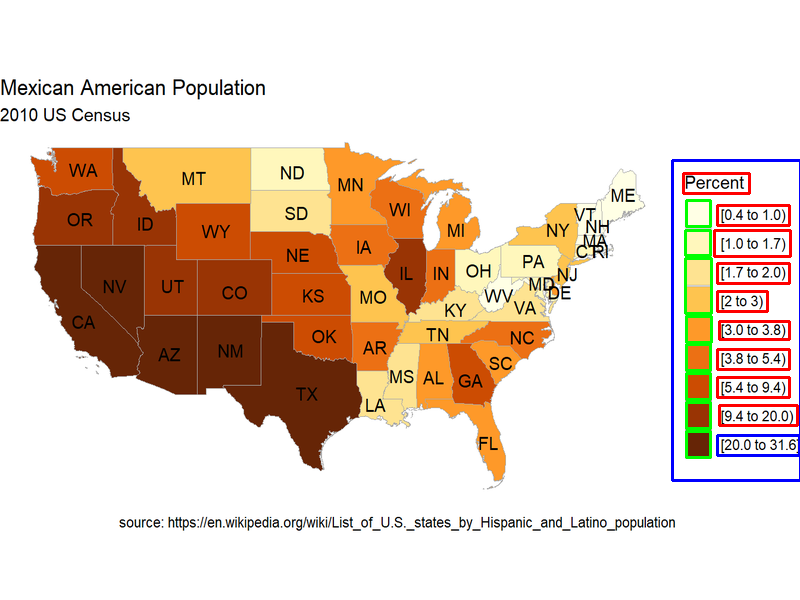 Mexican American Population
2010 US Census
WA
MT
ND
MN
ME
OR
ID
SD
WI
MI
VT
NH
WY
NY
MA
CT RI
IA
NE
NV
UT
CO
IL
IN
OH
PA
NJ
MD
DE
KS
MO
WV
VA
KY
CA
OK
TN
NC
AZ
NM
AR
SC
TX
MS
AL
GA
LA
FL
Percent
[0.4 to 1.0)
[1.0 to 1.7)
[1.7 to 2.0)
[2 to 3)
[3.0 to 3.8)
[3.8 to 5.4)
[5.4 to 9.4)
[9.4 to 20.0)
[20.0 to 31.6
source: https://en.wikipedia.org/wiki/List_of_U.S._states_by_Hispanic_and_Latino_population